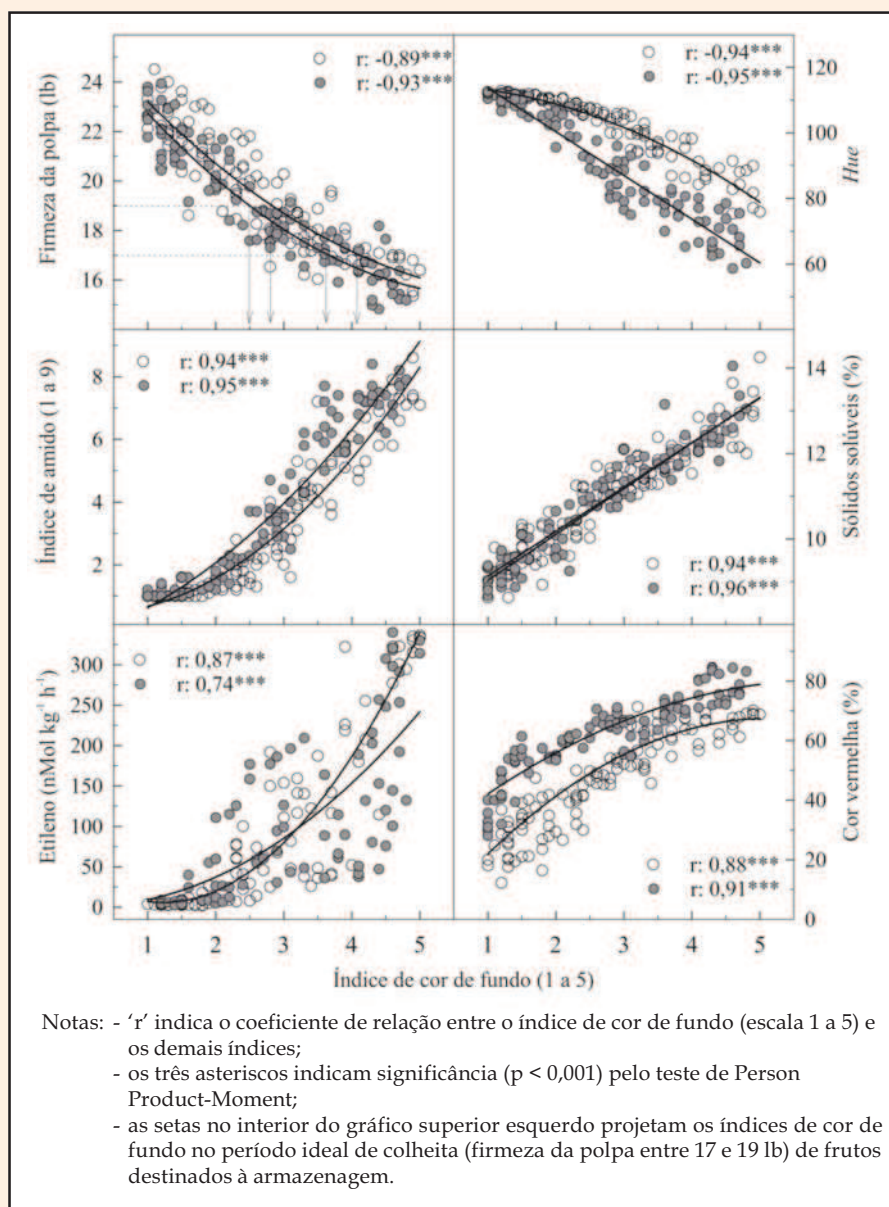 r: -0,89***
r: -0,93***
Firmeza da polpa (lb)
24
22
20
18
16
14
r: -0,94***
r: -0,95***
120
100
80
60
Hue
r: 0,94***
r: 0,95***
Índice de amido (1 a 9)
8
6
4
2
r: 0,94***
r: 0,96***
14
12
10
Sólidos solúveis (%)
r: 0,87***
r: 0,74***
Etileno (nMol kg⁻¹ h⁻¹)
300
250
200
150
100
50
0
r: 0,88***
r: 0,91***
80
60
40
20
0
Cor vermelha (%)
1 2 3 4 5
1 2 3 4 5
Índice de cor de fundo (1 a 5)
Notas: - ‘r’ indica o coeficiente de relação entre o índice de cor de fundo (escala 1 a 5) e
os demais índices;
- os três asteriscos indicam significância (p < 0,001) pelo teste de Person
Product-Moment;
- as setas no interior do gráfico superior esquerdo projetam os índices de cor de
fundo no período ideal de colheita (firmeza da polpa entre 17 e 19 lb) de frutos
destinados à armazenagem.